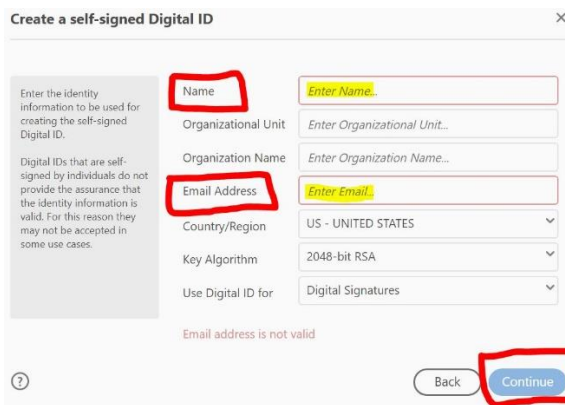 Create a self-signed Digital ID
Enter the identity
information to be used for
creating the self-signed
Digital ID.
Digital IDs that are self-
signed by individuals do not
provide the assurance that
the identity information is
valid. For this reason they
may not be accepted in
some use cases.
Name
Enter Name...
Organizational Unit
Enter Organizational Unit...
Organization Name
Enter Organization Name...
Email Address
Enter Email...
Country/Region
US - UNITED STATES
Key Algorithm
2048-bit RSA
Use Digital ID for
Digital Signatures
Email address is not valid
Back
Continue